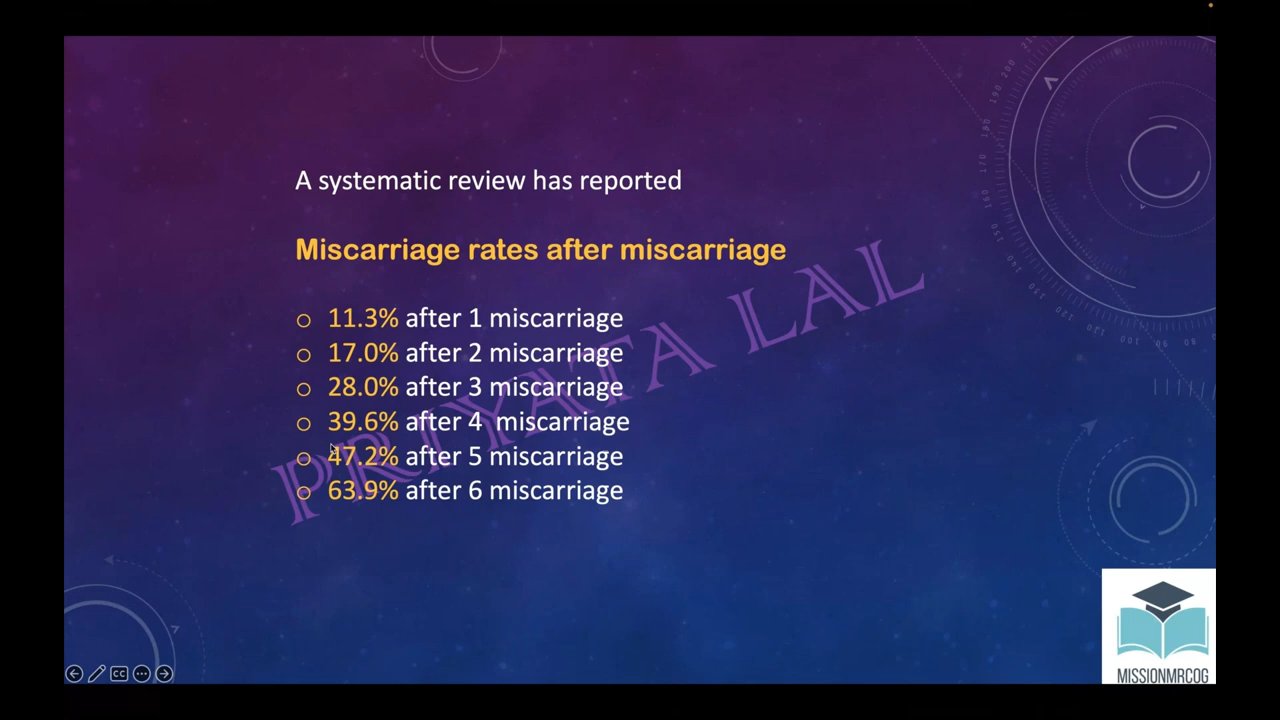 A systematic review has reported
Miscarriage rates after miscarriage
○ 11.3% after 1 miscarriage
○ 17.0% after 2 miscarriage
○ 28.0% after 3 miscarriage
○ 39.6% after 4 miscarriage
○ 47.2% after 5 miscarriage
○ 63.9% after 6 miscarriage
PRIYATA LAL
CC
MISSIONMRCOG